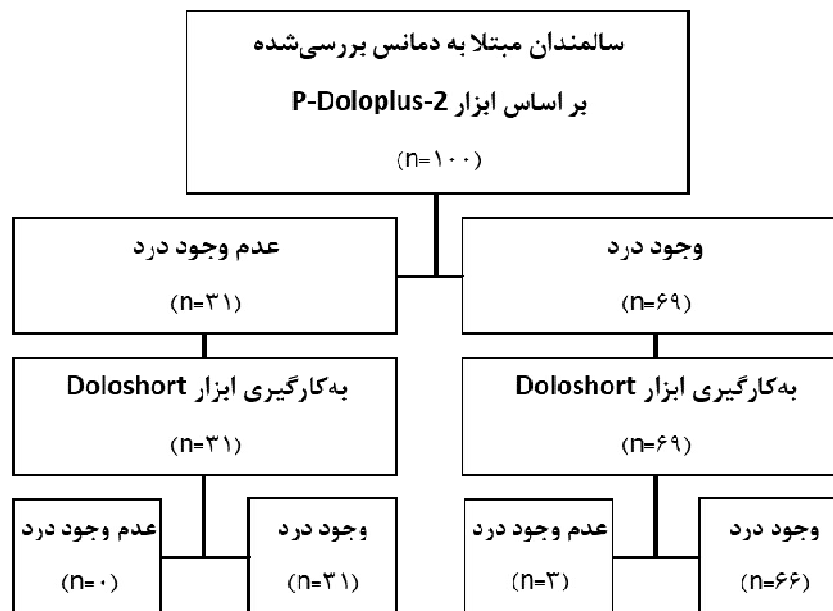 سالمندان مبتلا به دمانس بررسی‌شده
بر اساس ابزار P-Doloplus-2
(n=۱۰۰)
وجود درد
(n=۶۹)
عدم وجود درد
(n=۳۱)
به‌کارگیری ابزار Doloshort
(n=۶۹)
به‌کارگیری ابزار Doloshort
(n=۳۱)
وجود درد
(n=۶۶)
عدم وجود درد
(n=۳)
وجود درد
(n=۳۱)
عدم وجود درد
(n=۰)